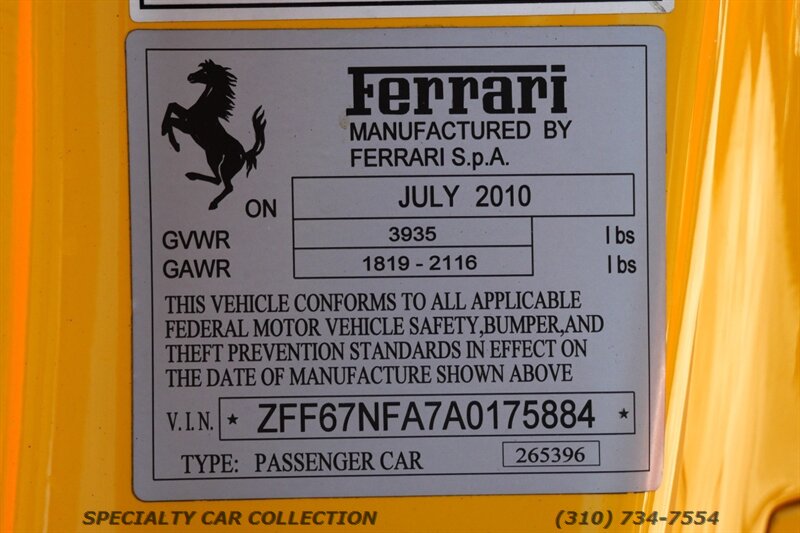 Ferrari
MANUFACTURED BY
FERRARI S.p.A.
ON JULY 2010
GVWR 3935 lbs
GAWR 1819 - 2116 lbs
THIS VEHICLE CONFORMS TO ALL APPLICABLE
FEDERAL MOTOR VEHICLE SAFETY,BUMPER,AND
THEFT PREVENTION STANDARDS IN EFFECT ON
THE DATE OF MANUFACTURE SHOWN ABOVE
V.I.N. * ZFF67NFA7A0175884 *
TYPE: PASSENGER CAR 265396
SPECIALTY CAR COLLECTION (310) 734-7554